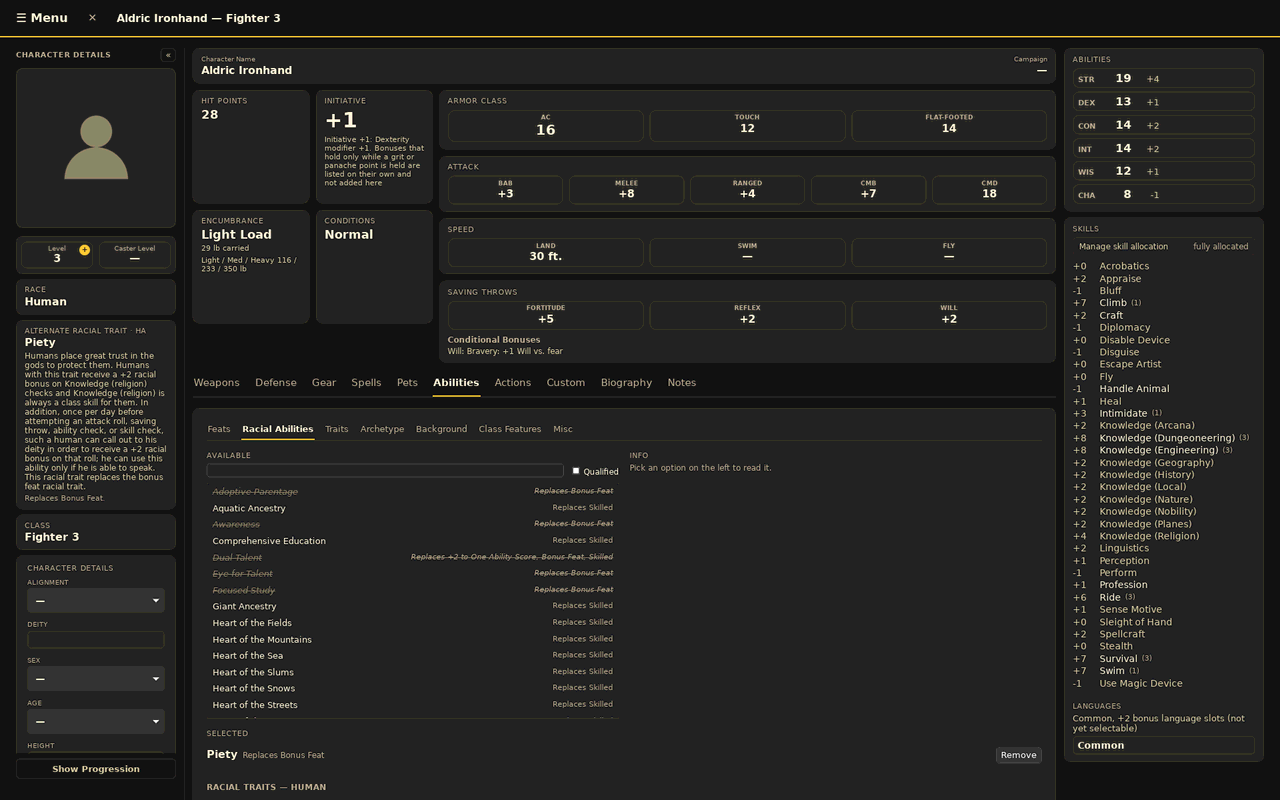 ☰ Menu
×
Aldric Ironhand — Fighter 3
CHARACTER DETAILS
«
Level
3
+
Caster Level
—
RACE
Human
ALTERNATE RACIAL TRAIT · HA
Piety
Humans place great trust in the
gods to protect them. Humans
with this trait receive a +2 racial
bonus on Knowledge (religion)
checks and Knowledge (religion) is
always a class skill for them. In
addition, once per day before
attempting an attack roll, saving
throw, ability check, or skill check,
such a human can call out to his
deity in order to receive a +2 racial
bonus on that roll; he can use this
ability only if he is able to speak.
This racial trait replaces the bonus
feat racial trait.
Replaces Bonus Feat.
CLASS
Fighter 3
CHARACTER DETAILS
ALIGNMENT
—
DEITY
SEX
—
AGE
—
HEIGHT
Show Progression
Character Name
Aldric Ironhand
Campaign
—
HIT POINTS
28
INITIATIVE
+1
Initiative +1: Dexterity
modifier +1. Bonuses that
hold only while a grit or
panache point is held are
listed on their own and
not added here
ENCUMBRANCE
Light Load
29 lb carried
Light / Med / Heavy 116 /
233 / 350 lb
CONDITIONS
Normal
ARMOR CLASS
AC
16
TOUCH
12
FLAT-FOOTED
14
ATTACK
BAB
+3
MELEE
+8
RANGED
+4
CMB
+7
CMD
18
SPEED
LAND
30 ft.
SWIM
—
FLY
—
SAVING THROWS
FORTITUDE
+5
REFLEX
+2
WILL
+2
Conditional Bonuses
Will: Bravery: +1 Will vs. fear
Weapons Defense Gear Spells Pets Abilities Actions Custom Biography Notes
Feats Racial Abilities Traits Archetype Background Class Features Misc
AVAILABLE
Qualified
Adoptive Parentage Replaces Bonus Feat
Aquatic Ancestry Replaces Skilled
Awareness Replaces Bonus Feat
Comprehensive Education Replaces Skilled
Dual Talent Replaces +2 to One Ability Score, Bonus Feat, Skilled
Eye for Talent Replaces Bonus Feat
Focused Study Replaces Bonus Feat
Giant Ancestry Replaces Skilled
Heart of the Fields Replaces Skilled
Heart of the Mountains Replaces Skilled
Heart of the Sea Replaces Skilled
Heart of the Slums Replaces Skilled
Heart of the Snows Replaces Skilled
Heart of the Streets Replaces Skilled
INFO
Pick an option on the left to read it.
SELECTED
Piety Replaces Bonus Feat
Remove
RACIAL TRAITS — HUMAN
ABILITIES
STR 19 +4
DEX 13 +1
CON 14 +2
INT 14 +2
WIS 12 +1
CHA 8 -1
SKILLS
Manage skill allocation fully allocated
+0 Acrobatics
+2 Appraise
-1 Bluff
+7 Climb (1)
+2 Craft
-1 Diplomacy
+0 Disable Device
-1 Disguise
+0 Escape Artist
+0 Fly
-1 Handle Animal
+1 Heal
+3 Intimidate (1)
+2 Knowledge (Arcana)
+8 Knowledge (Dungeoneering) (3)
+8 Knowledge (Engineering) (3)
+2 Knowledge (Geography)
+2 Knowledge (History)
+2 Knowledge (Local)
+2 Knowledge (Nature)
+2 Knowledge (Nobility)
+2 Knowledge (Planes)
+4 Knowledge (Religion)
+2 Linguistics
+1 Perception
-1 Perform
+1 Profession
+6 Ride (3)
+1 Sense Motive
+0 Sleight of Hand
+2 Spellcraft
+0 Stealth
+7 Survival (3)
+7 Swim (1)
-1 Use Magic Device
LANGUAGES
Common, +2 bonus language slots (not
yet selectable)
Common